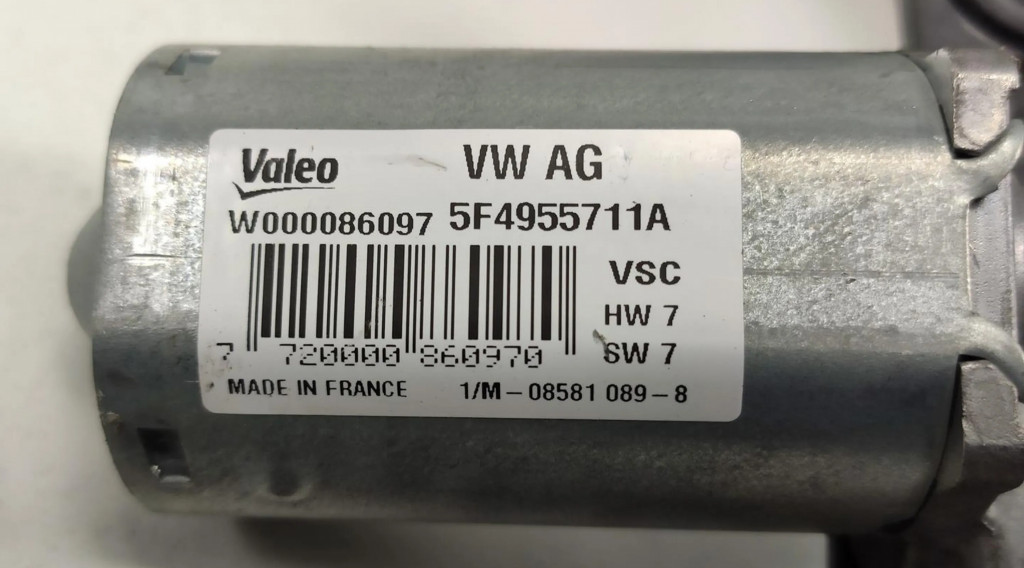 Valeo VW AG
W000086097 5F4955711A
VSC
HW 7
7 720000 860970 SW 7
MADE IN FRANCE 1/M-08581 089-8